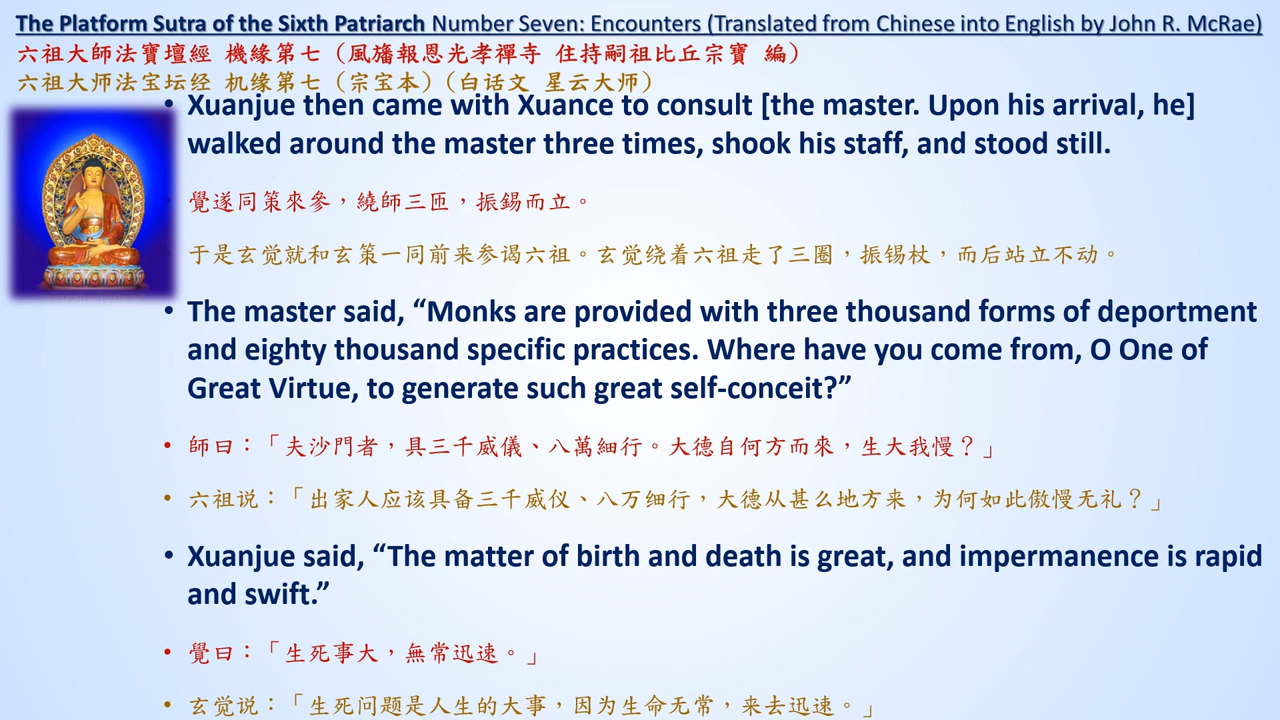 The Platform Sutra of the Sixth Patriarch Number Seven: Encounters (Translated from Chinese into English by John R. McRae)
六祖大師法寶壇經 機緣第七（風旛報恩光孝禪寺 住持嗣祖比丘宗寶 編）
六祖大师法宝坛经 机缘第七（宗宝本）（白话文 星云大师）
• Xuanjue then came with Xuance to consult [the master. Upon his arrival, he]
walked around the master three times, shook his staff, and stood still.
覺遂同策來參，繞師三匝，振錫而立。
于是玄觉就和玄策一同前来参谒六祖。玄觉绕着六祖走了三圈，振锡杖，而后站立不动。
• The master said, “Monks are provided with three thousand forms of deportment
and eighty thousand specific practices. Where have you come from, O One of
Great Virtue, to generate such great self-conceit?”
• 師曰：「夫沙門者，具三千威儀、八萬細行。大德自何方而來，生大我慢？」
• 六祖说：「出家人应该具备三千威仪、八万细行，大德从甚么地方来，为何如此傲慢无礼？」
• Xuanjue said, “The matter of birth and death is great, and impermanence is rapid
and swift.”
• 覺曰：「生死事大，無常迅速。」
• 玄觉说：「生死问题是人生的大事，因为生命无常，来去迅速。」